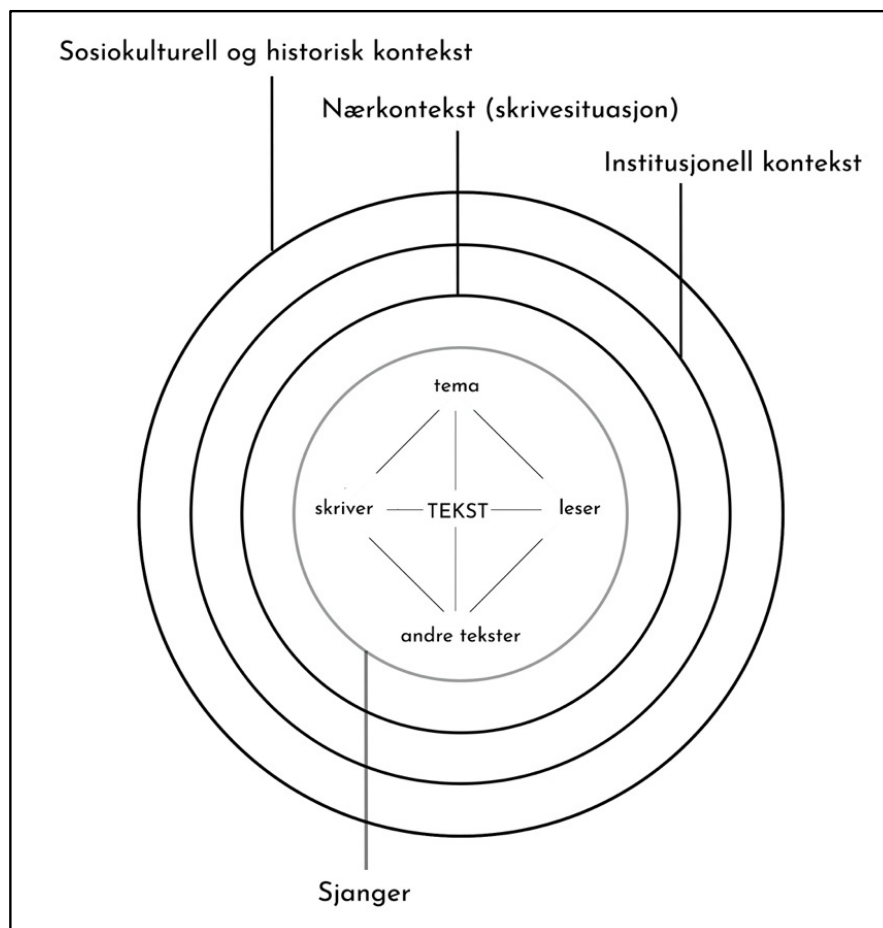 Sosiokulturell og historisk kontekst
Nærkontekst (skrivesituasjon)
Institusjonell kontekst
tema
skriver
TEKST
leser
andre tekster
Sjanger